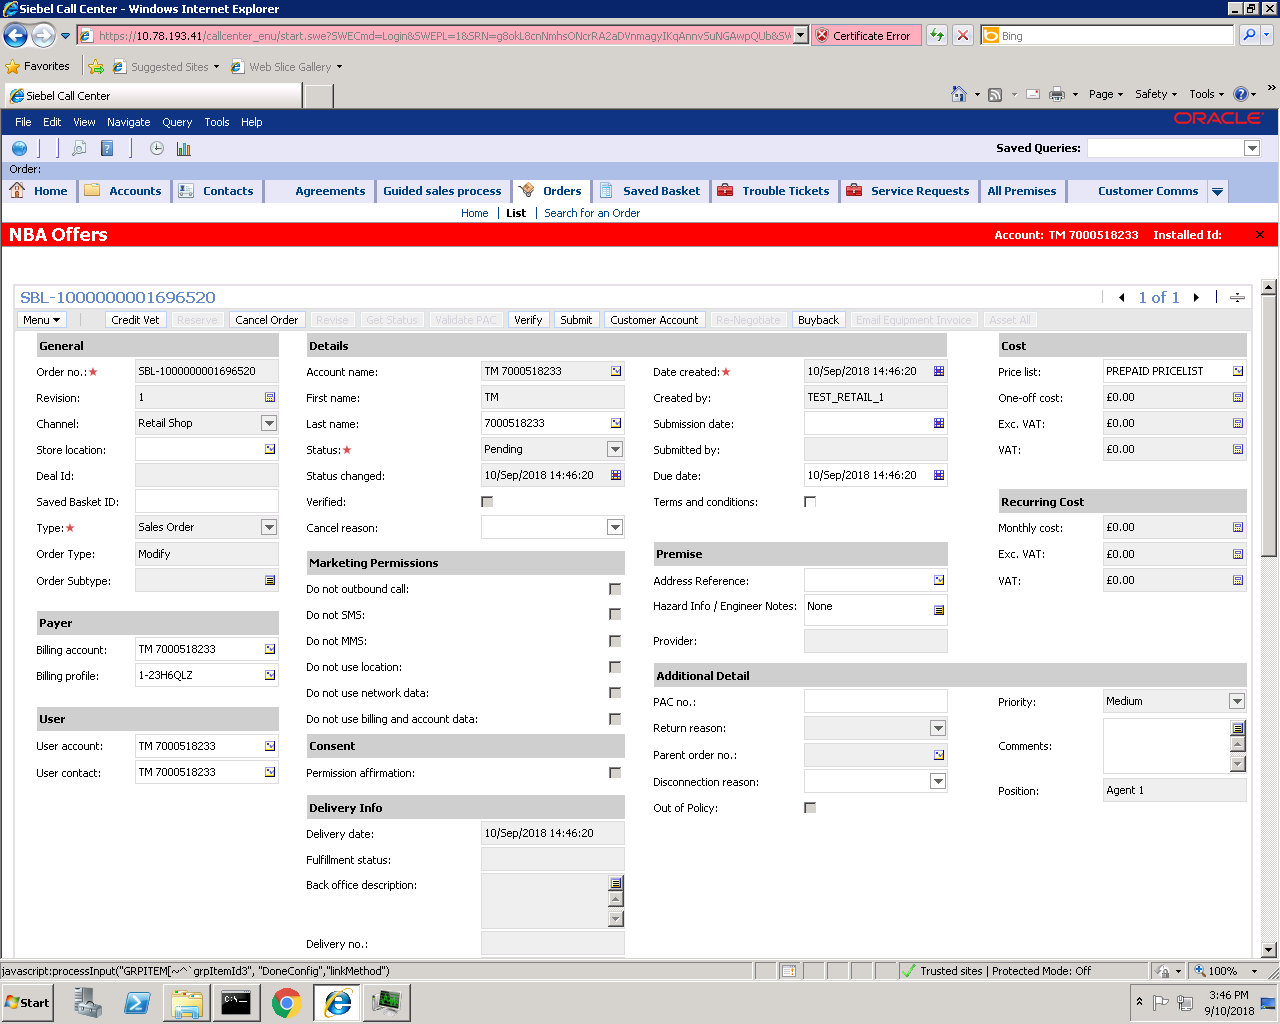 Siebel Call Center - Windows Internet Explorer
https://10.78.193.41/callcenter_enu/start.swe?SWECmd=Login&SWEPL=1&SRN=
Certificate Error
Bing
Favorites
Suggested Sites
Web Slice Gallery
Siebel Call Center
Page
Safety
Tools
File Edit View Navigate Query Tools Help
ORACLE
Saved Queries:
Order:
Home Accounts Contacts Agreements Guided sales process Orders Saved Basket Trouble Tickets Service Requests All Premises Customer Comms
Home | List | Search for an Order
NBA Offers
Account: TM 7000518233 Installed Id:
SBL-1000000001696520
1 of 1
Menu Credit Vet Reserve Cancel Order Revise Get Status Validate PAC Verify Submit Customer Account Re-Negotiate Buyback Email Equipment Invoice Asset All
General
Order no.:★ SBL-1000000001696520
Revision: 1
Channel: Retail Shop
Store location:
Deal Id:
Saved Basket ID:
Type:★ Sales Order
Order Type: Modify
Order Subtype:
Payer
Billing account: TM 7000518233
Billing profile: 1-23H6QLZ
User
User account: TM 7000518233
User contact: TM 7000518233
Details
Account name: TM 7000518233
First name: TM
Last name: 7000518233
Status:★ Pending
Status changed: 10/Sep/2018 14:46:20
Verified:
Cancel reason:
Marketing Permissions
Do not outbound call:
Do not SMS:
Do not MMS:
Do not use location:
Do not use network data:
Do not use billing and account data:
Consent
Permission affirmation:
Delivery Info
Delivery date: 10/Sep/2018 14:46:20
Fulfillment status:
Back office description:
Delivery no.:
Date created:★ 10/Sep/2018 14:46:20
Created by: TEST_RETAIL_1
Submission date:
Submitted by:
Due date: 10/Sep/2018 14:46:20
Terms and conditions:
Premise
Address Reference:
Hazard Info / Engineer Notes: None
Provider:
Additional Detail
PAC no.:
Return reason:
Parent order no.:
Disconnection reason:
Out of Policy:
Priority: Medium
Comments:
Position: Agent 1
Cost
Price list: PREPAID PRICELIST
One-off cost: £0.00
Exc. VAT: £0.00
VAT: £0.00
Recurring Cost
Monthly cost: £0.00
Exc. VAT: £0.00
VAT: £0.00
javascript:processInput("GRPITEM[~^`grpItemId3", "DoneConfig","linkMethod")
Trusted sites | Protected Mode: Off
100%
Start
3:46 PM
9/10/2018